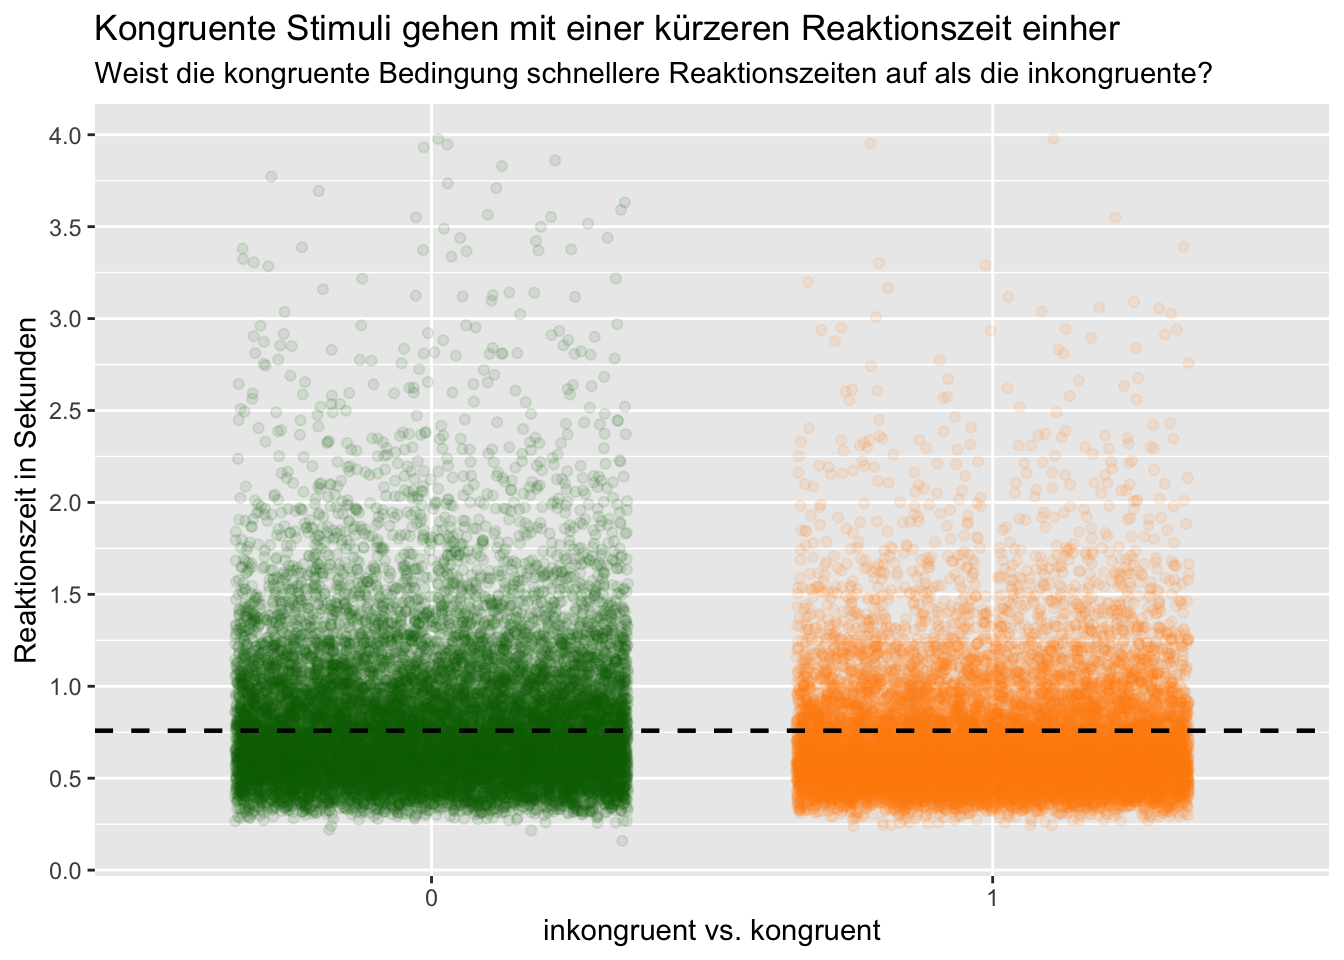 Kongruente Stimuli gehen mit einer kürzeren Reaktionszeit einher
Weist die kongruente Bedingung schnellere Reaktionszeiten auf als die inkongruente?
Reaktionszeit in Sekunden
4.0
3.5
3.0
2.5
2.0
1.5
1.0
0.5
0.0
0 1
inkongruent vs. kongruent